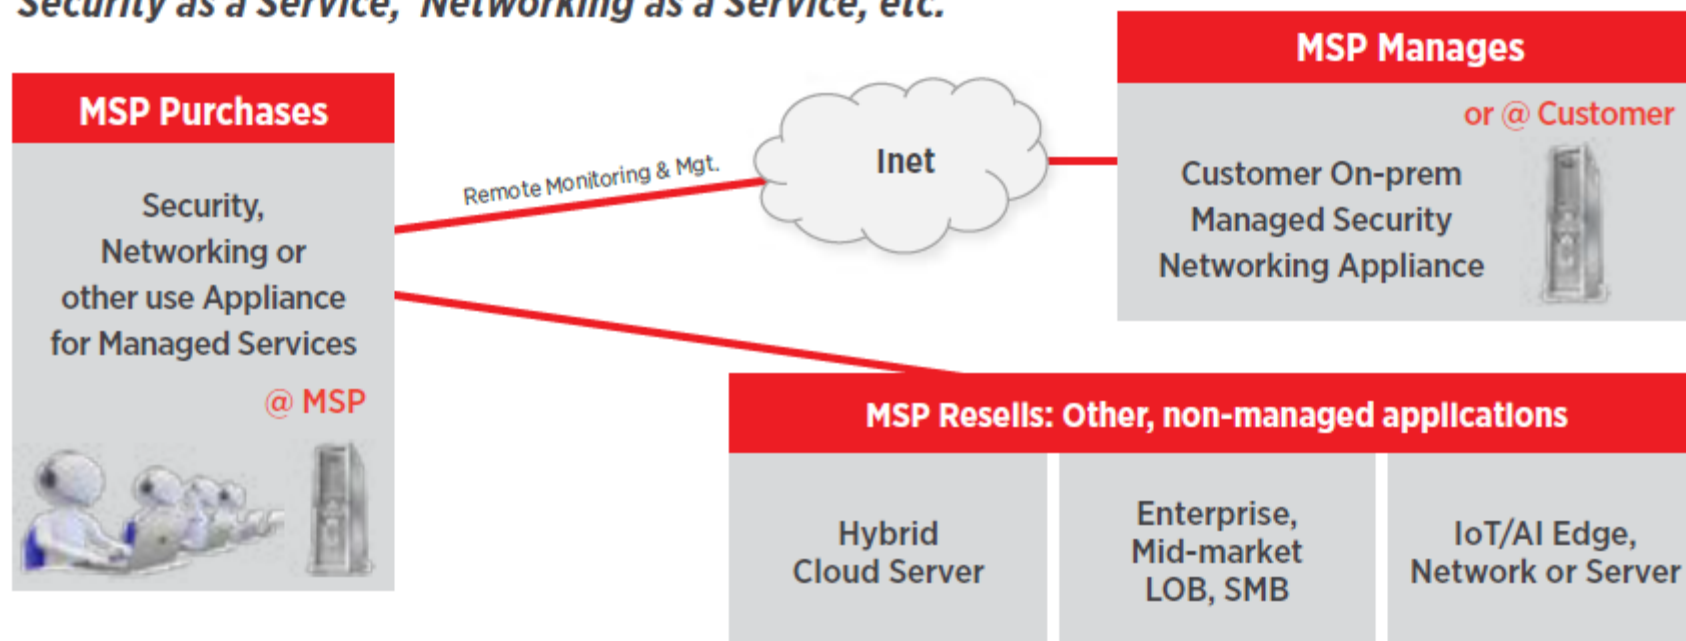 Security as a Service, Networking as a Service, etc.
MSP Purchases
Security,
Networking or
other use Appliance
for Managed Services
@ MSP
Remote Monitoring & Mgt.
Inet
MSP Manages
or @ Customer
Customer On-prem
Managed Security
Networking Appliance
MSP Resells: Other, non-managed applications
Hybrid
Cloud Server
Enterprise,
Mid-market
LOB, SMB
IoT/AI Edge,
Network or Server